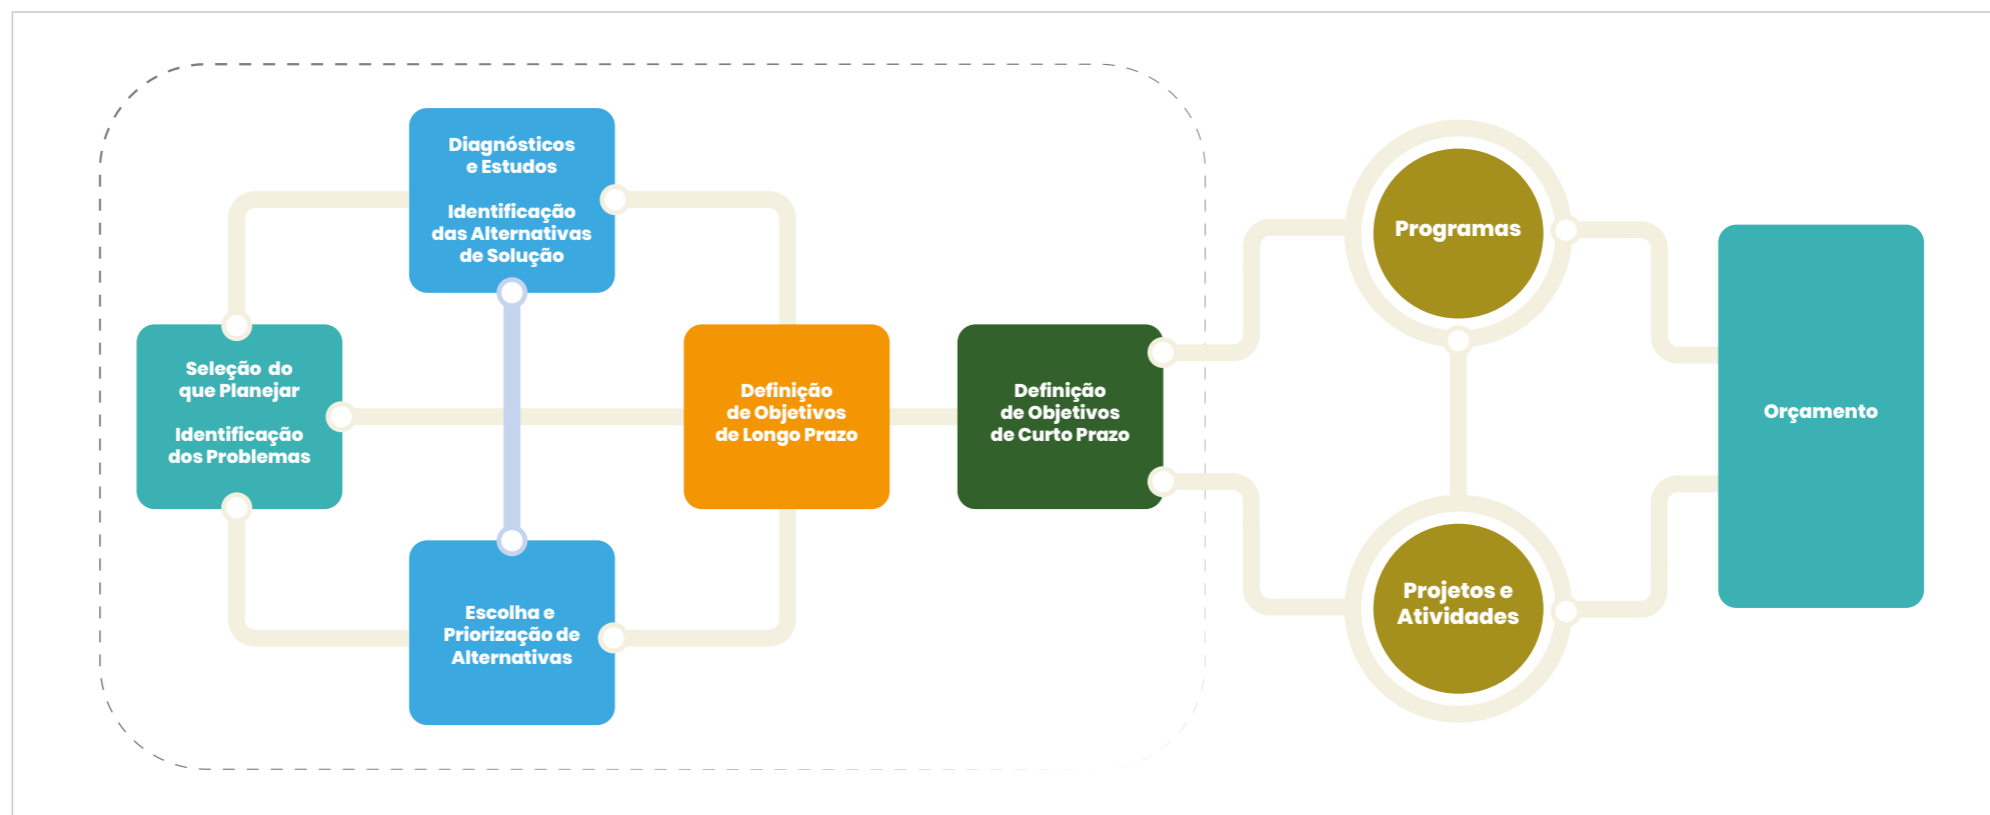 Diagnósticos
e Estudos
Identificação
das Alternativas
de Solução
Seleção do
que Planejar
Identificação
dos Problemas
Escolha e
Priorização de
Alternativas
Definição
de Objetivos
de Longo Prazo
Definição
de Objetivos
de Curto Prazo
Programas
Projetos e
Atividades
Orçamento